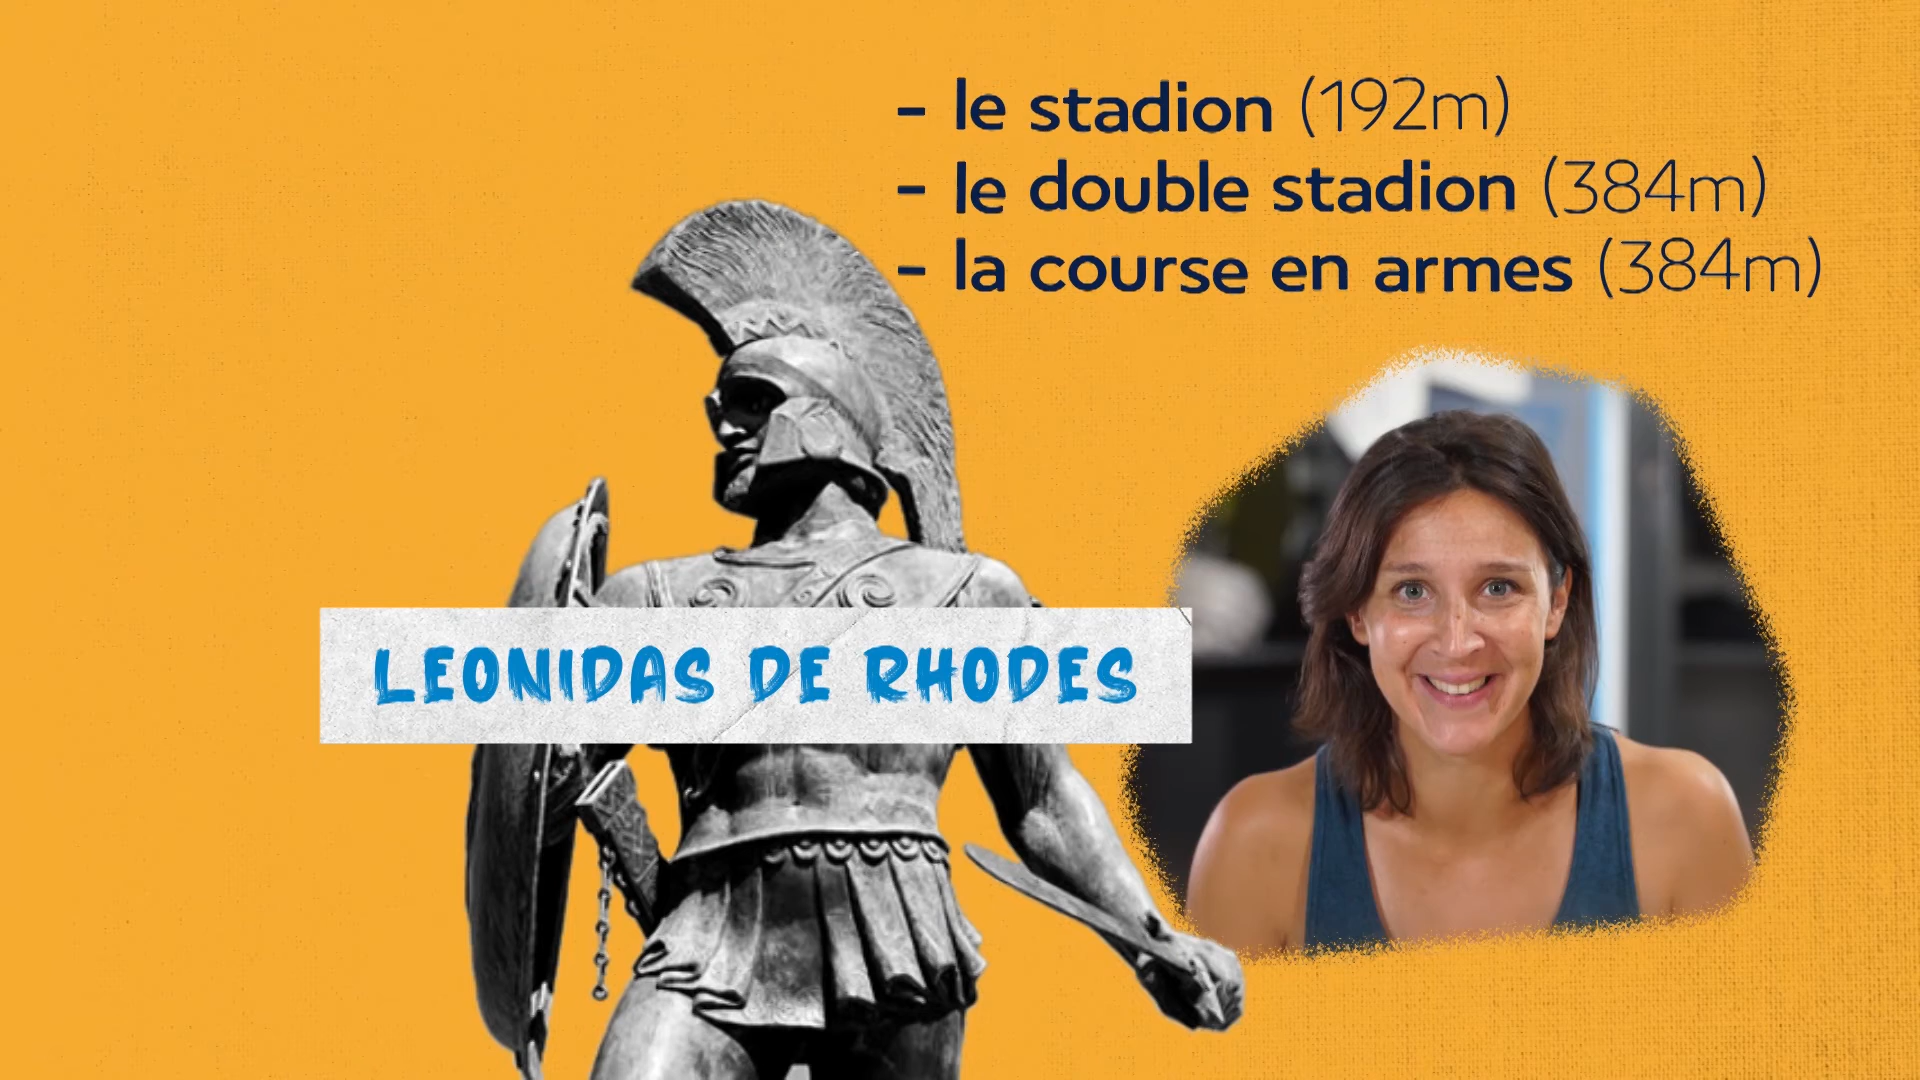 - le stadion (192m)
- le double stadion (384m)
- la course en armes (384m)
LEONIDAS DE RHODES